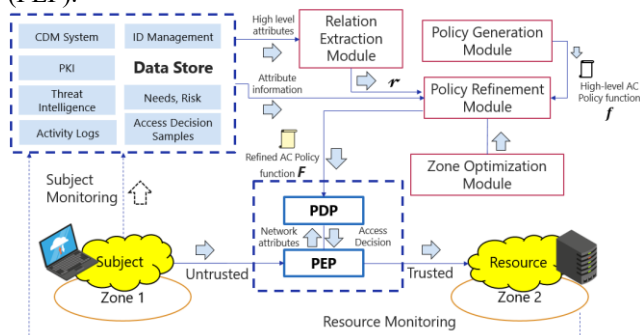 (PEP).
CDM System
ID Management
PKI
Data Store
Threat
Intelligence
Needs, Risk
Activity Logs
Access Decision
Samples
High level
attributes
Relation
Extraction
Module
Policy Generation
Module
Attribute
information
r
Policy Refinement
Module
High-level AC
Policy function
f
Refined AC Policy
function F
Zone Optimization
Module
Subject
Monitoring
PDP
Network
attributes
Access
Decision
PEP
Subject
Untrusted
Trusted
Resource
Zone 1
Zone 2
Resource Monitoring